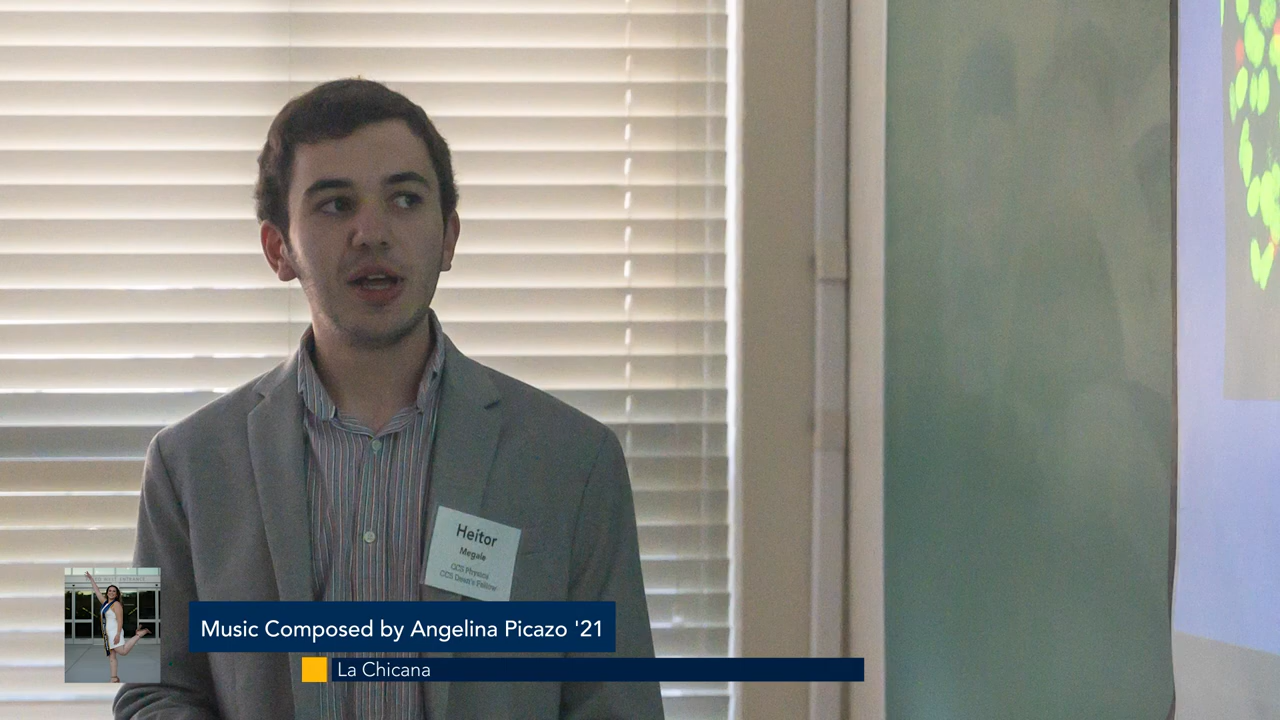 Heitor
Megale
CCS Physics
CCS Dean's Fellow
Music Composed by Angelina Picazo '21
La Chicana